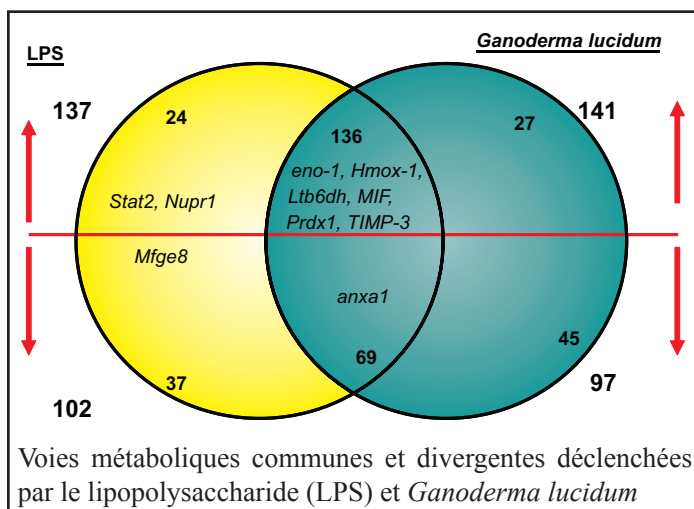 LPS
Ganoderma lucidum
137
24
136
27
141
eno-1, Hmox-1,
Stat2, Nupr1
Ltb6dh, MIF,
Prdx1, TIMP-3
Mfge8
anxa1
69
45
37
102
97
Voies métaboliques communes et divergentes déclenchées
par le lipopolysaccharide (LPS) et Ganoderma lucidum